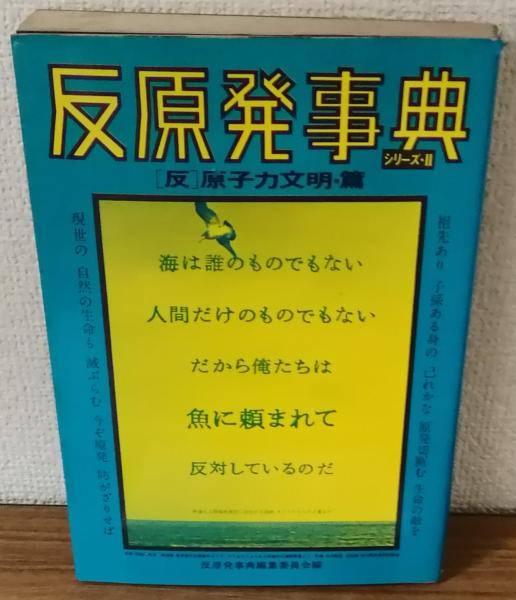 反原発事典
シリーズ・II
［反］原子力文明・篇
祖先あり 子孫ある身の 己れかな 原発切断む 生命の敵を
海は誰のものでもない
人間だけのものでもない
だから俺たちは
魚に頼まれて
反対しているのだ
現世の 自然の生命も 滅ぶらむ 今ぞ原発 防がざりせば
反原発事典編集委員会編